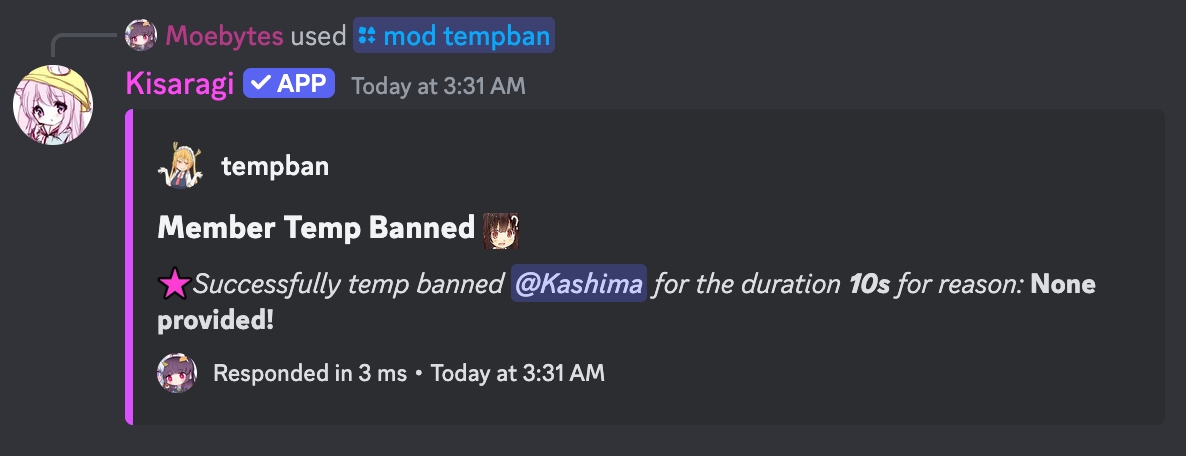 Moebytes used mod tempban
Kisaragi APP Today at 3:31 AM
tempban
Member Temp Banned
Successfully temp banned @Kashima for the duration 10s for reason: None
provided!
Responded in 3 ms • Today at 3:31 AM